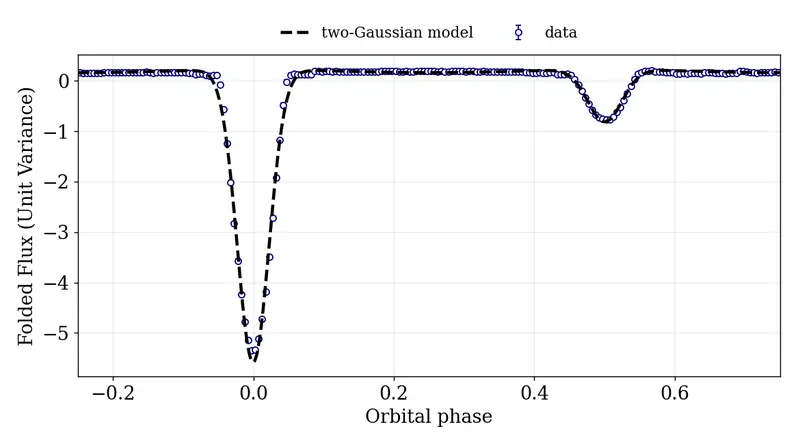 two-Gaussian model
data
Folded Flux (Unit Variance)
0
−1
−2
−3
−4
−5
−0.2
0.0
0.2
0.4
0.6
Orbital phase